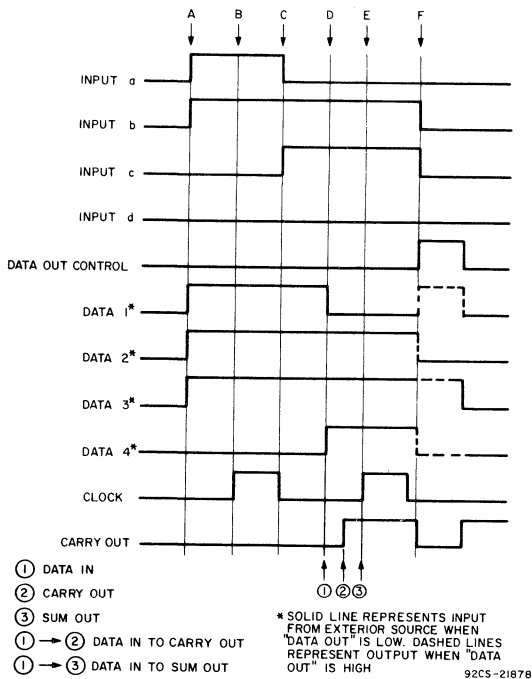 A B C D E F
INPUT a
INPUT b
INPUT c
INPUT d
DATA OUT CONTROL
DATA 1*
DATA 2*
DATA 3*
DATA 4*
CLOCK
CARRY OUT
① ② ③
① DATA IN
② CARRY OUT
③ SUM OUT
① → ② DATA IN TO CARRY OUT
① → ③ DATA IN TO SUM OUT
* SOLID LINE REPRESENTS INPUT
FROM EXTERIOR SOURCE WHEN
"DATA OUT" IS LOW. DASHED LINES
REPRESENT OUTPUT WHEN "DATA
OUT" IS HIGH
92CS-21878